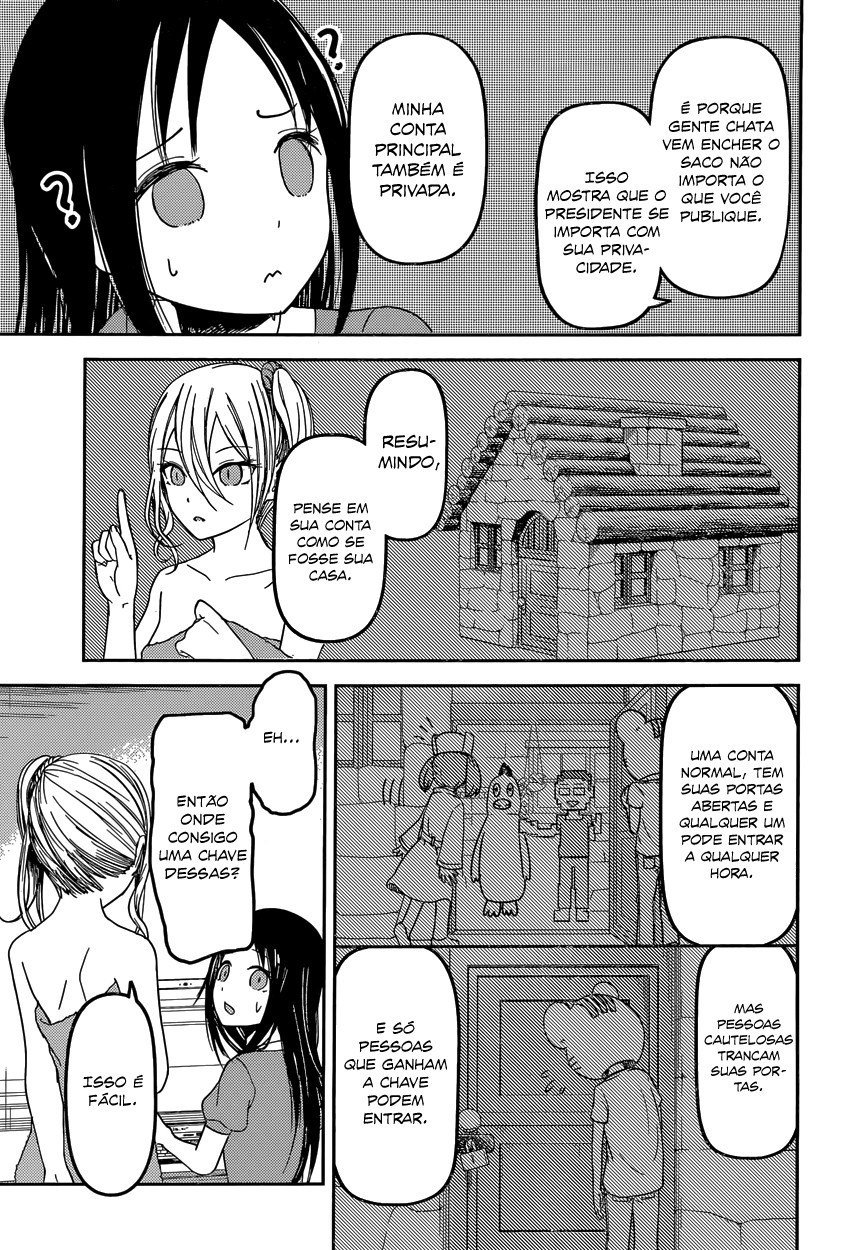 É PORQUE
GENTE CHATA
VEM ENCHER O
SACO NÃO
IMPORTA O
QUE VOCÊ
PUBLIQUE.
ISSO
MOSTRA QUE O
PRESIDENTE SE
IMPORTA COM
SUA PRIVA-
CIDADE.
MINHA
CONTA
PRINCIPAL
TAMBÉM É
PRIVADA.
?
?
RESU-
MINDO,
PENSE EM
SUA CONTA
COMO SE
FOSSE SUA
CASA.
UMA CONTA
NORMAL, TEM
SUAS PORTAS
ABERTAS E
QUALQUER UM
PODE ENTRAR
A QUALQUER
HORA.
MAS
PESSOAS
CAUTELOSAS
TRANCAM
SUAS POR-
TAS.
E SÓ
PESSOAS
QUE GANHAM
A CHAVE
PODEM
ENTRAR.
EH...
ENTÃO
ONDE
CONSIGO
UMA CHAVE
DESSAS?
ISSO É
FÁCIL.